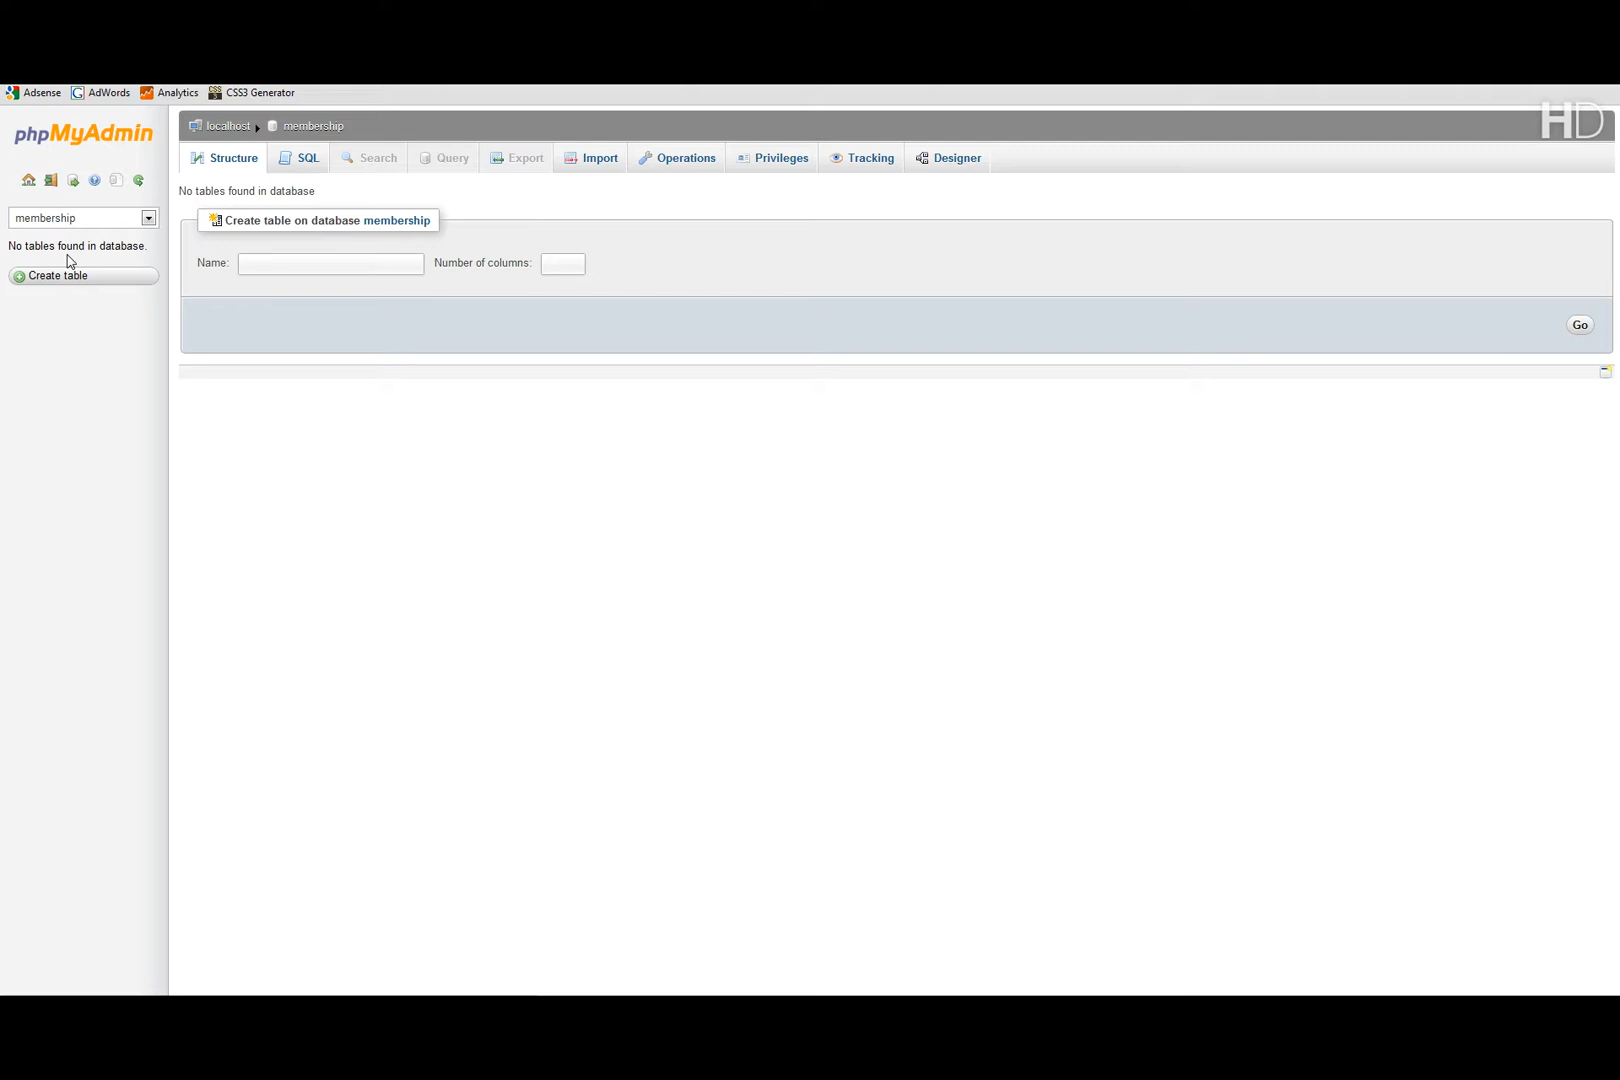 Adsense AdWords Analytics CSS3 Generator
HD
phpMyAdmin
localhost membership
Structure SQL Search Query Export Import Operations Privileges Tracking Designer
No tables found in database
membership
No tables found in database.
Create table
Create table on database membership
Name: Number of columns:
Go